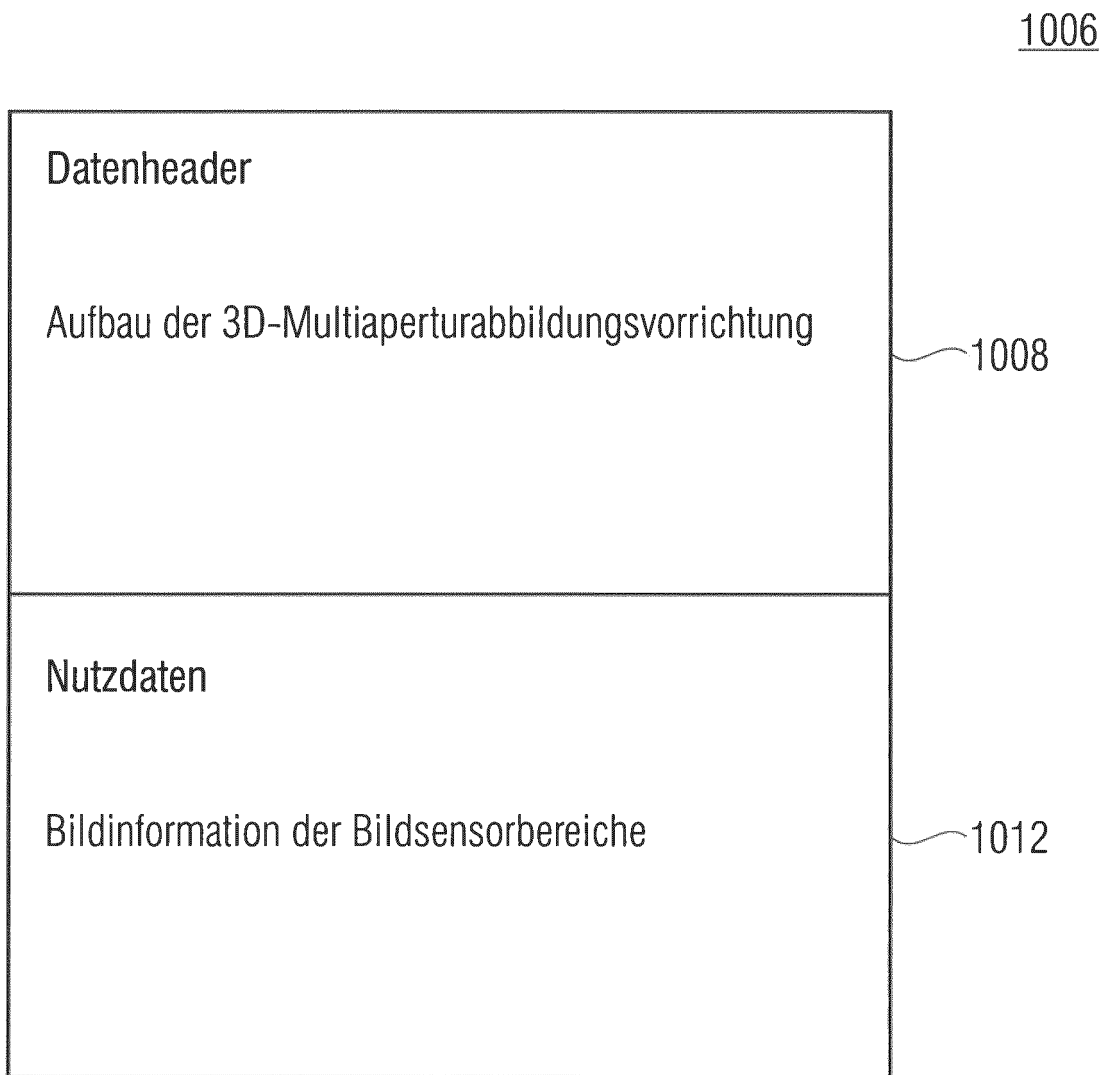 1006
Datenheader
Aufbau der 3D-Multiaperturabbildungsvorrichtung
1008
Nutzdaten
Bildinformation der Bildsensorbereiche
1012